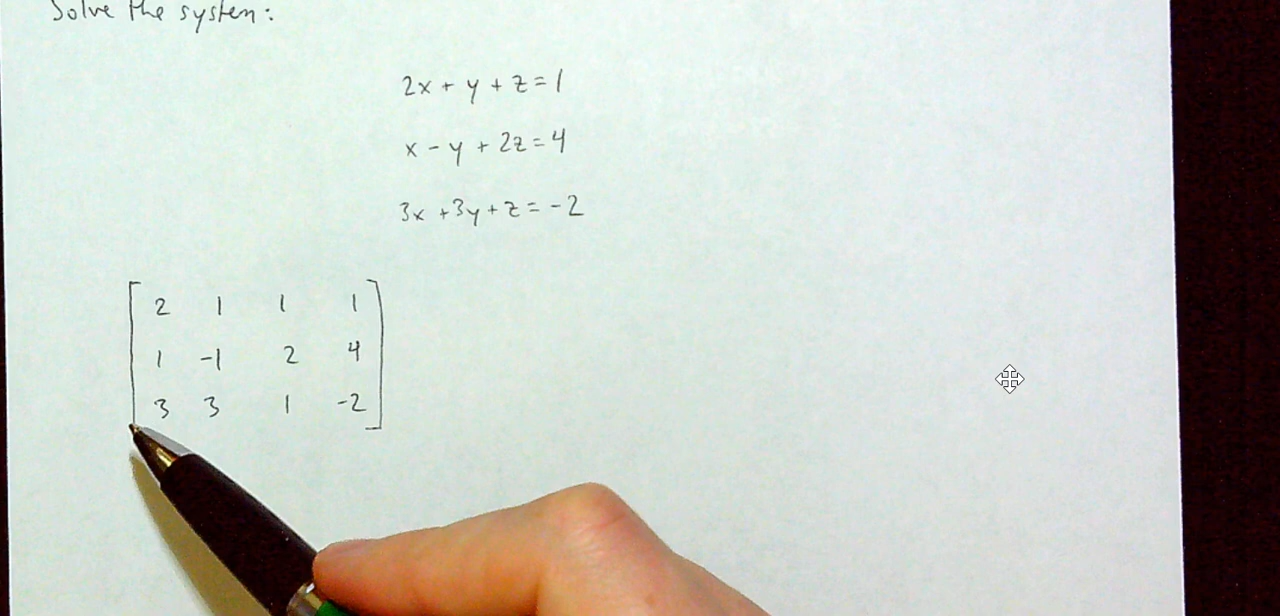 Solve the system:
2x + y + z = 1
x - y + 2z = 4
3x + 3y + z = -2
2 1 1 1
1 -1 2 4
3 3 1 -2